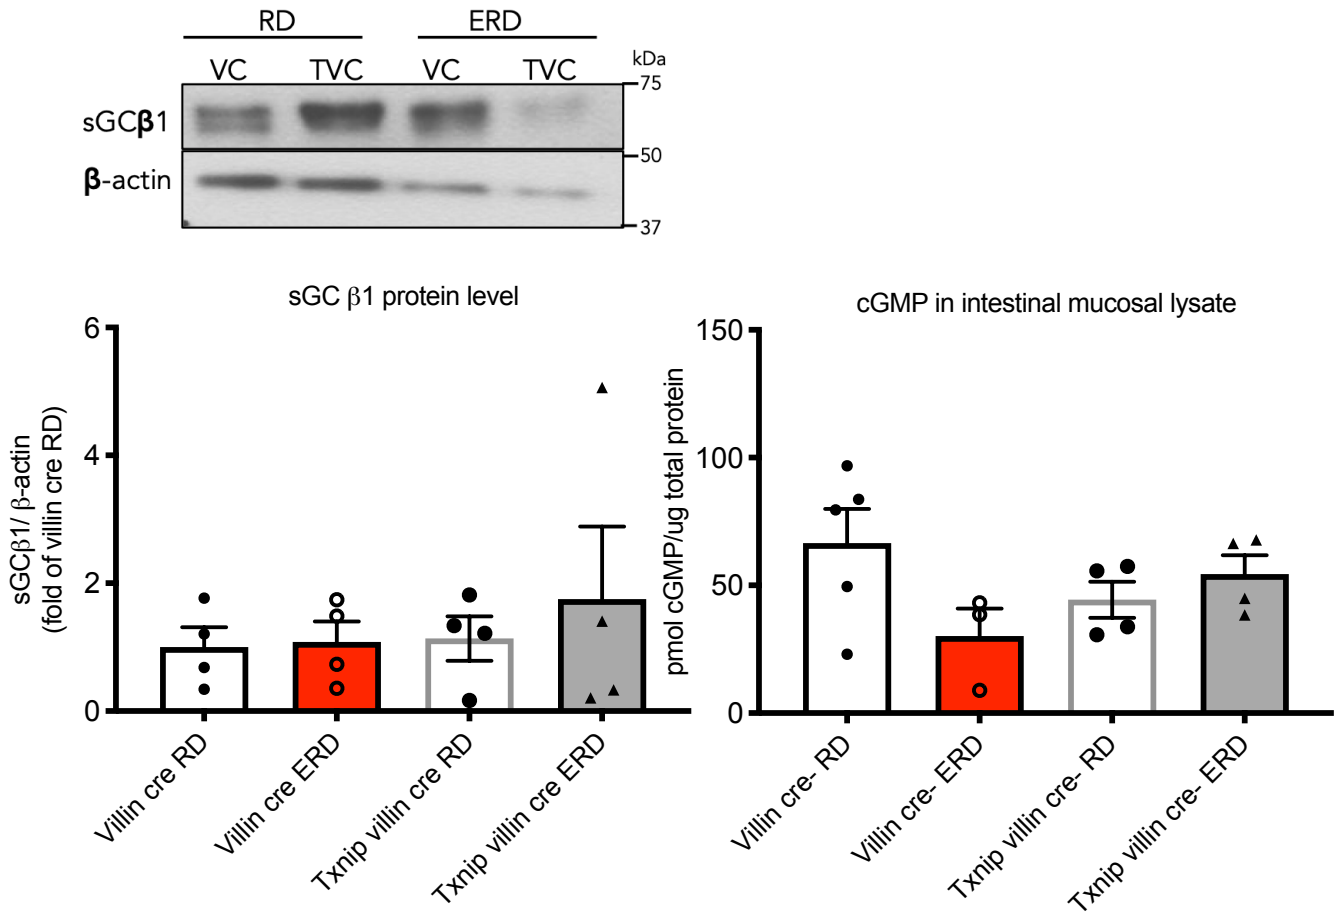 RD ERD
VC TVC VC TVC kDa
75
sGCβ1
50
β-actin
37
sGC β1 protein level
6
4
2
0
sGCβ1/ β-actin
(fold of villin cre RD)
Villin cre RD
Villin cre ERD
Txnip villin cre RD
Txnip villin cre ERD
cGMP in intestinal mucosal lysate
150
100
50
0
pmol cGMP/ug total protein
Villin cre- RD
Villin cre- ERD
Txnip villin cre- RD
Txnip villin cre- ERD